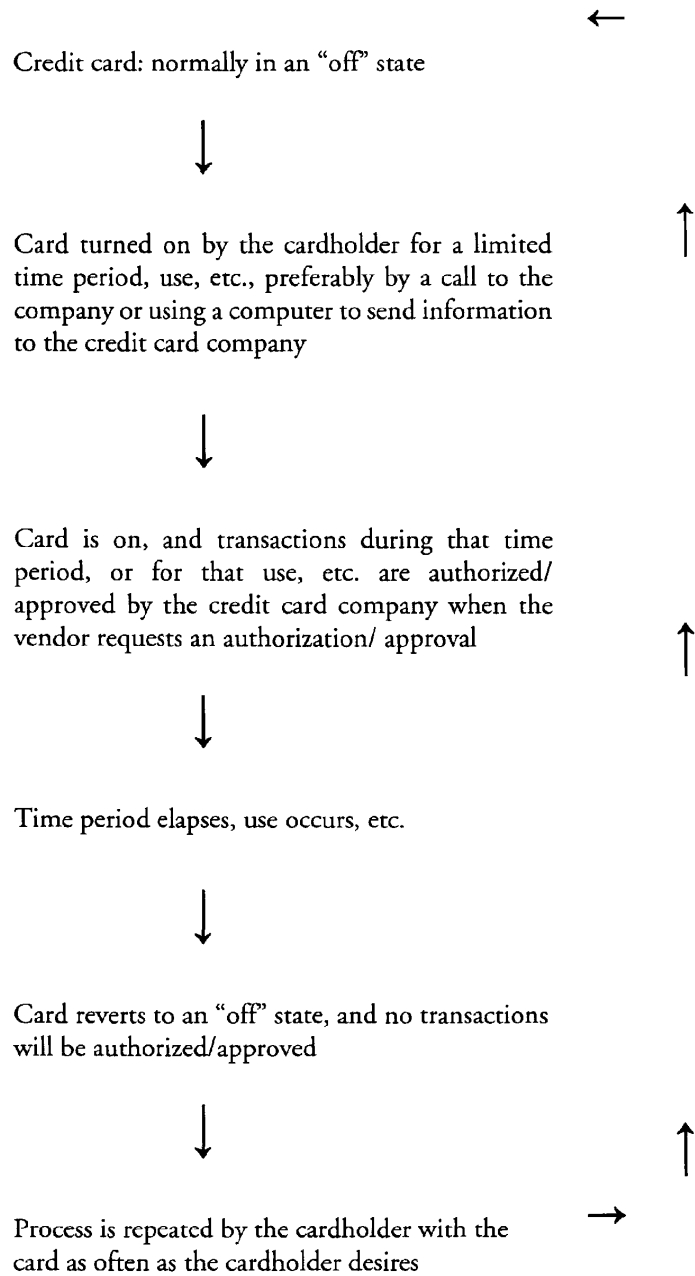 Credit card: normally in an “off” state
Card turned on by the cardholder for a limited
time period, use, etc., preferably by a call to the
company or using a computer to send information
to the credit card company
Card is on, and transactions during that time
period, or for that use, etc. are authorized/
approved by the credit card company when the
vendor requests an authorization/ approval
Time period elapses, use occurs, etc.
Card reverts to an “off” state, and no transactions
will be authorized/approved
Process is repeated by the cardholder with the
card as often as the cardholder desires